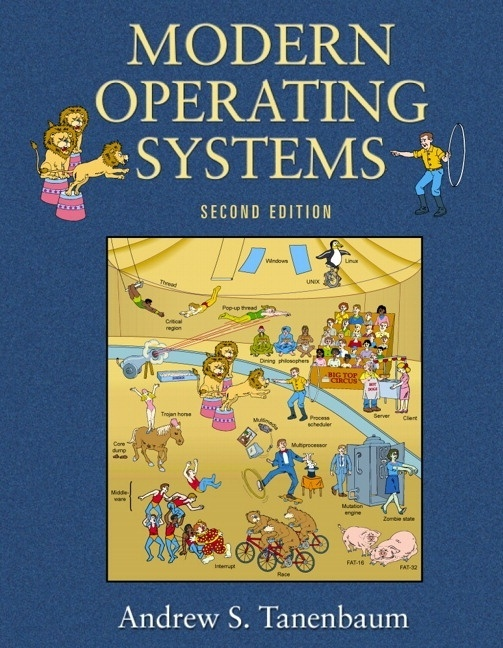 MODERN
OPERATING
SYSTEMS
SECOND EDITION
Windows
Linux
UNIX
Thread
Pop-up thread
Critical
region
Dining philosophers
BIG TOP
CIRCUS
HOT
DOGS
Server
Client
Trojan horse
Process
scheduler
Multimedia
Core
dump
Multiprocessor
Middle-
ware
Mutation
engine
Zombie state
Interrupt
Race
FAT-16
FAT-32
Andrew S. Tanenbaum